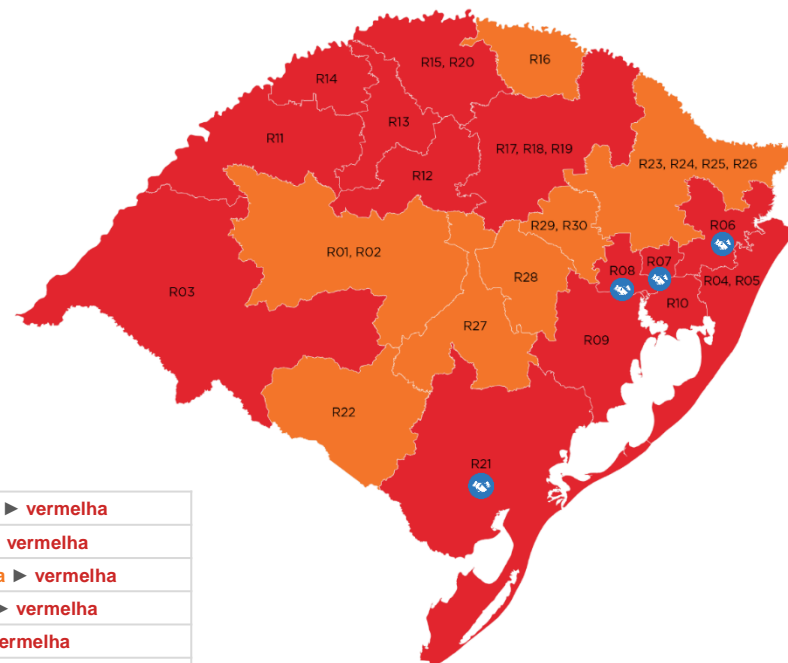 R16
R15, R20
R14
R13
R11
R17, R18, R19
R23, R24, R25, R26
R12
R06
R29, R30
R01, R02
R07
R08
R28
R04, R05
R03
R10
R27
R09
R22
R21
► vermelha
vermelha
a ► vermelha
► vermelha
vermelha